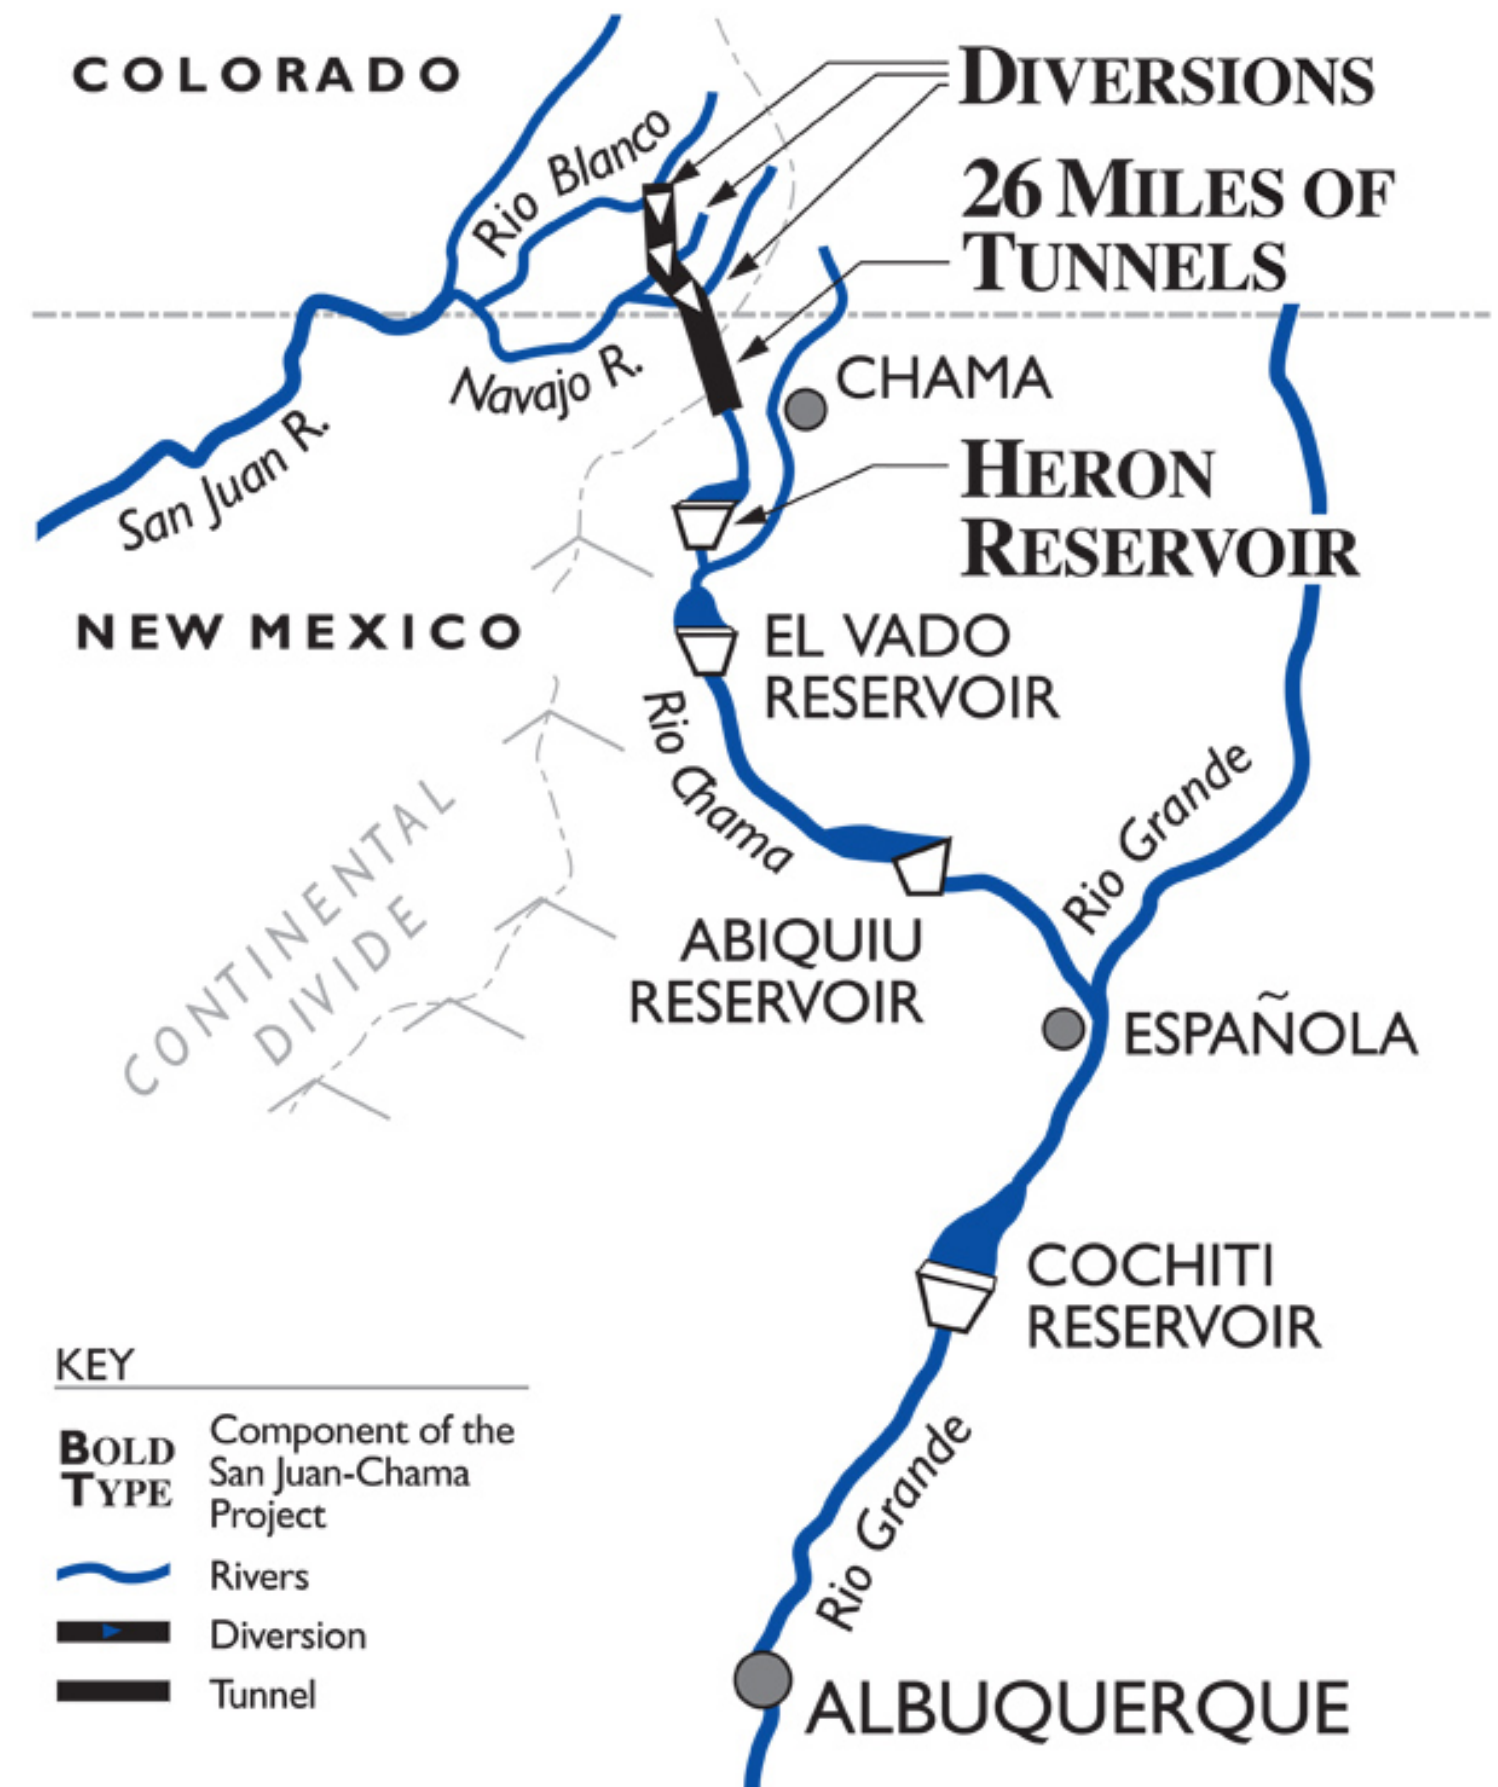 COLORADO
DIVERSIONS
Rio Blanco
26 MILES OF
TUNNELS
Navajo R.
CHAMA
San Juan R.
HERON
RESERVOIR
NEW MEXICO
EL VADO
RESERVOIR
Rio Chama
Rio Grande
CONTINENTAL
DIVIDE
ABIQUIU
RESERVOIR
ESPAÑOLA
COCHITI
RESERVOIR
Rio Grande
ALBUQUERQUE
KEY
BOLD
TYPE
Component of the
San Juan-Chama
Project
Rivers
Diversion
Tunnel